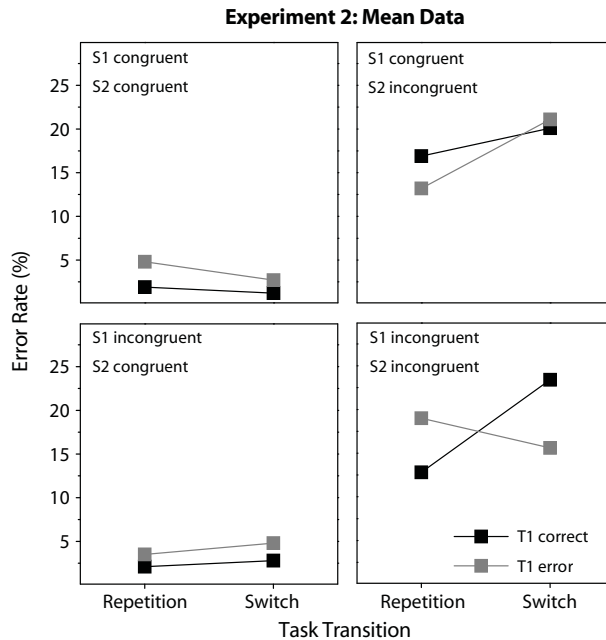 Experiment 2: Mean Data
S1 congruent
S2 congruent
S1 congruent
S2 incongruent
25
20
15
10
5
S1 incongruent
S2 congruent
S1 incongruent
S2 incongruent
25
20
15
10
5
Error Rate (%)
T1 correct
T1 error
Repetition Switch Repetition Switch
Task Transition